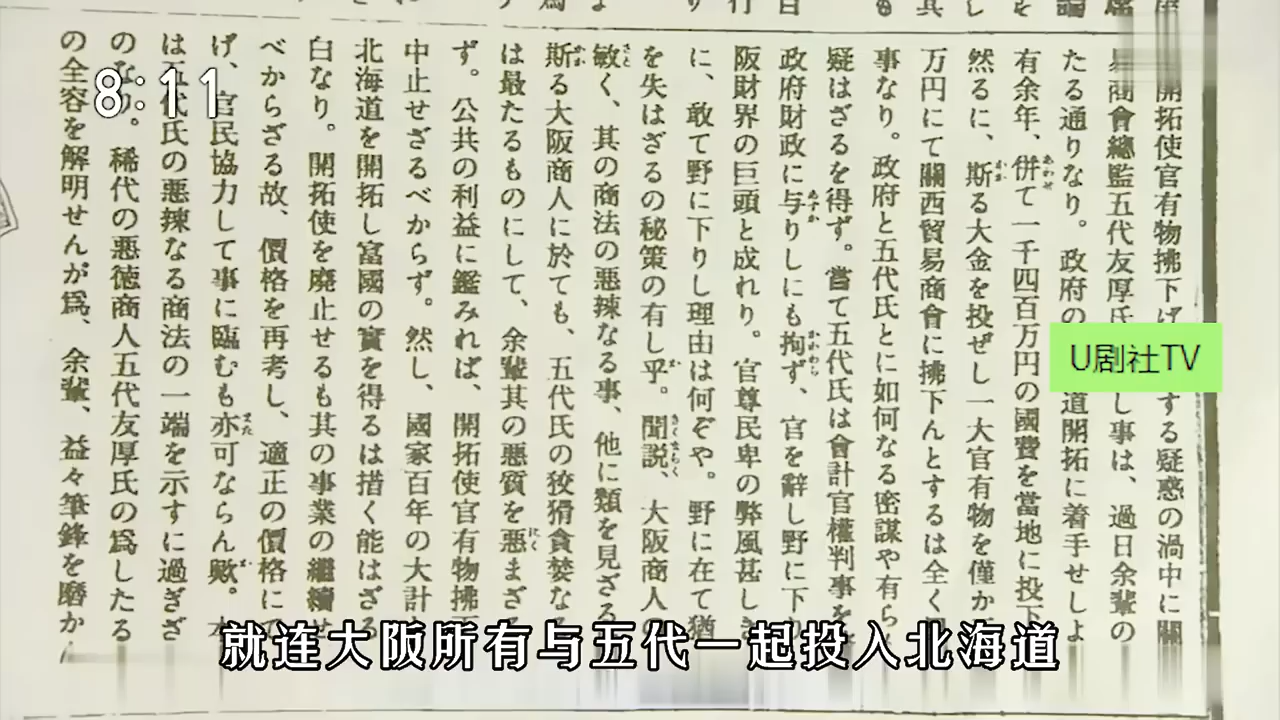 8:11
開拓使官有物拂下げ する疑惑の渦中に關
易商會總監五代友厚氏 し事は、過日余輩の
たる通りなり。政府の 道開拓に着手せしよ
有余年、併て一千四百万円の國費を當地に投下
然るに、斯る大金を投ぜし一大官有物を僅か
万円にて關西貿易商會に拂下んとするは全く
事なり。政府と五代氏とに如何なる密謀や有ら
疑はざるを得ず。嘗て五代氏は會計官權判事を
政府財政に与りしにも拘ず、官を辭し野に下り
阪財界の巨頭と成れり。官尊民卑の弊風甚しき
に、敢て野に下りし理由は何ぞや。野に在て猶
を失はざるの秘策の有し乎。聞説、大阪商人の
敏く、其の商法の悪辣なる事、他に類を見ざる
斯る大阪商人に於ても、五代氏の狡猾貪婪なる
は最たるものにして、余輩其の悪質を悪まざる
ず。公共の利益に鑑みれば、開拓使官有物拂下
中止せざるべからず。然し、國家百年の大計
北海道を開拓し富國の實を得るは措く能はざる
白なり。開拓使を廃止せるも其の事業の繼續せ
べからざる故、價格を再考し、適正の價格にて
げ、官民協力して事に臨むも亦可ならん歟。本
は五代氏の悪辣なる商法の一端を示すに過ぎざ
のなり。稀代の悪徳商人五代友厚氏の爲したる
の全容を解明せんが爲、余輩、益々筆鋒を磨か
U剧社TV
就连大阪所有与五代一起投入北海道